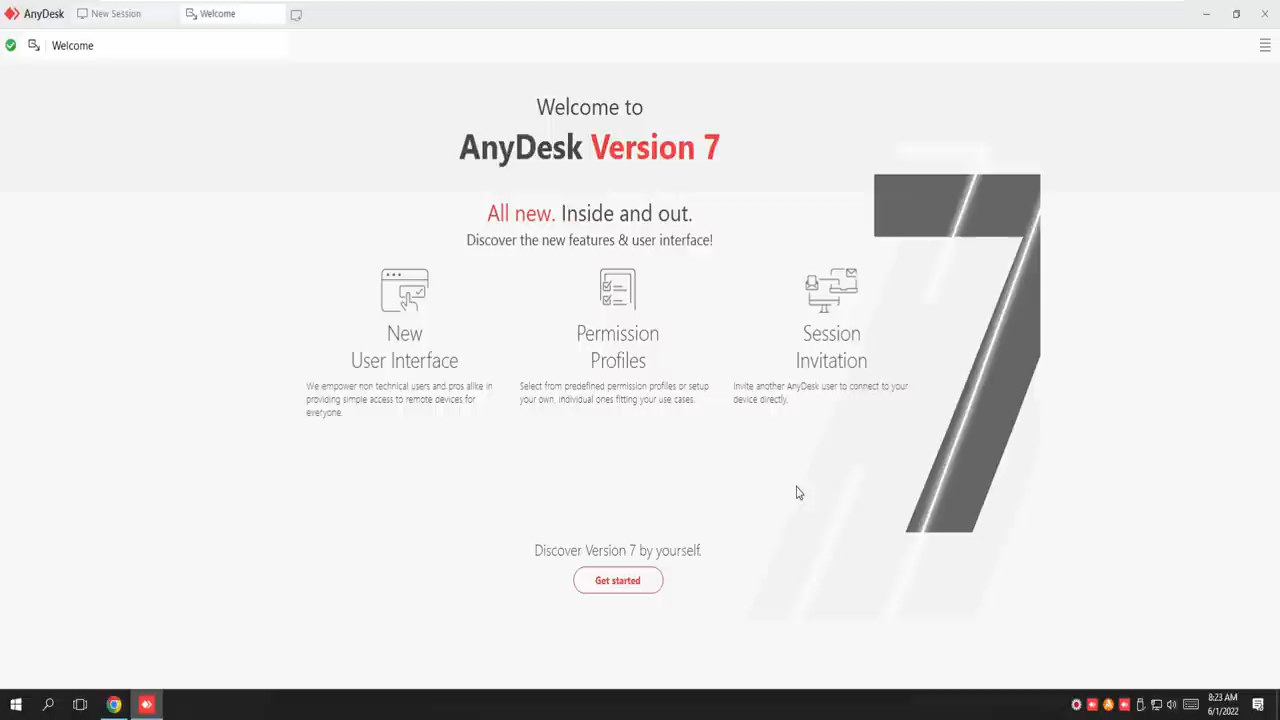 AnyDesk New Session Welcome
Welcome
Welcome to
AnyDesk Version 7
All new. Inside and out.
Discover the new features & user interface!
New
User Interface
We empower non technical users and pros alike in
providing simple access to remote devices for
everyone.
Permission
Profiles
Select from predefined permission profiles or setup
your own, individual ones fitting your use cases.
Session
Invitation
Invite another AnyDesk user to connect to your
device directly.
7
Discover Version 7 by yourself.
Get started
8:23 AM
6/1/2022